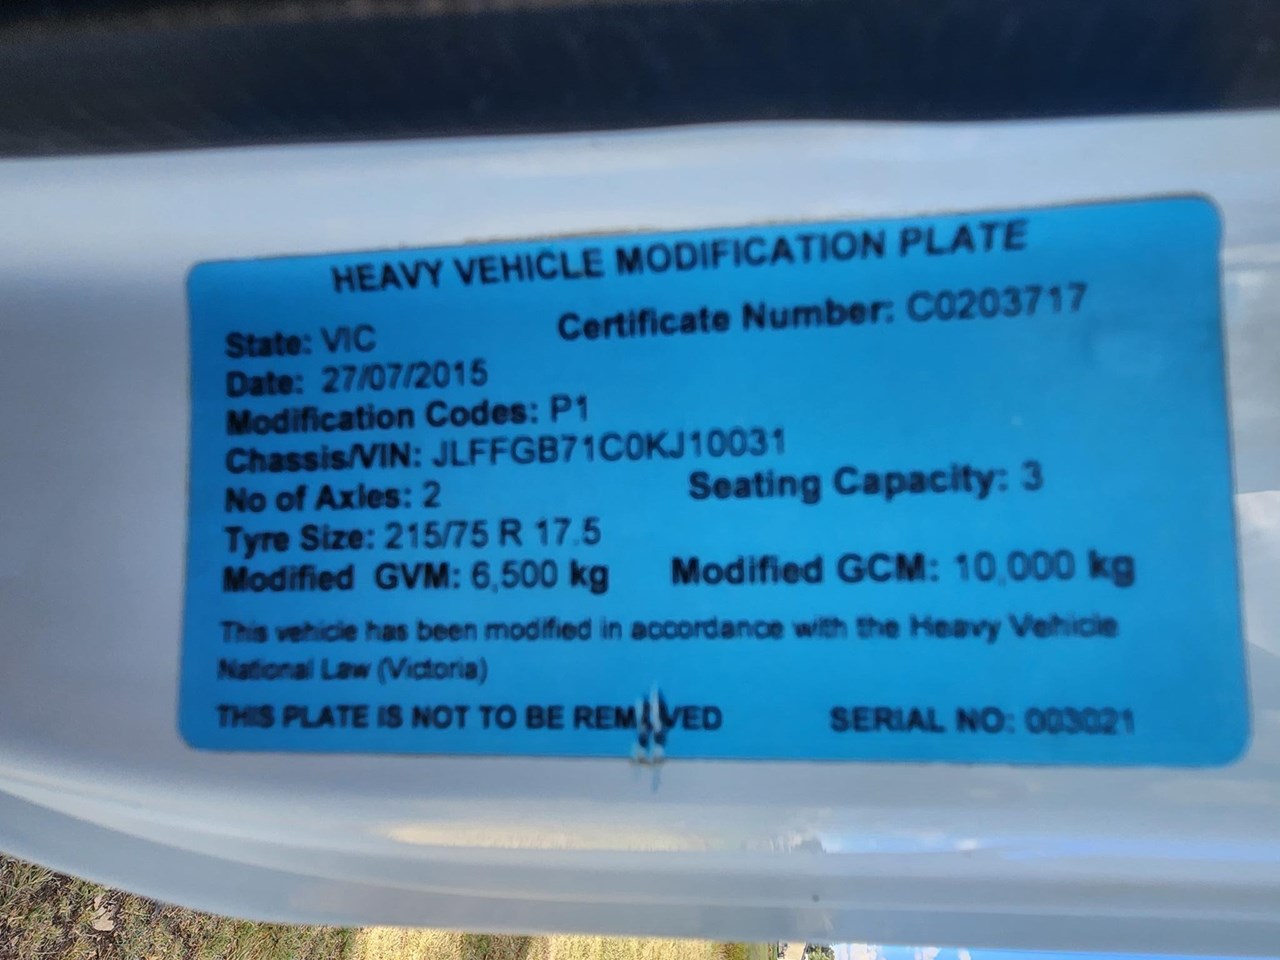 HEAVY VEHICLE MODIFICATION PLATE
State: VIC Certificate Number: C0203717
Date: 27/07/2015
Modification Codes: P1
Chassis/VIN: JLFFGB71C0KJ10031
No of Axles: 2 Seating Capacity: 3
Tyre Size: 215/75 R 17.5
Modified GVM: 6,500 kg Modified GCM: 10,000 kg
This vehicle has been modified in accordance with the Heavy Vehicle
National Law (Victoria)
THIS PLATE IS NOT TO BE REMOVED SERIAL NO: 003021